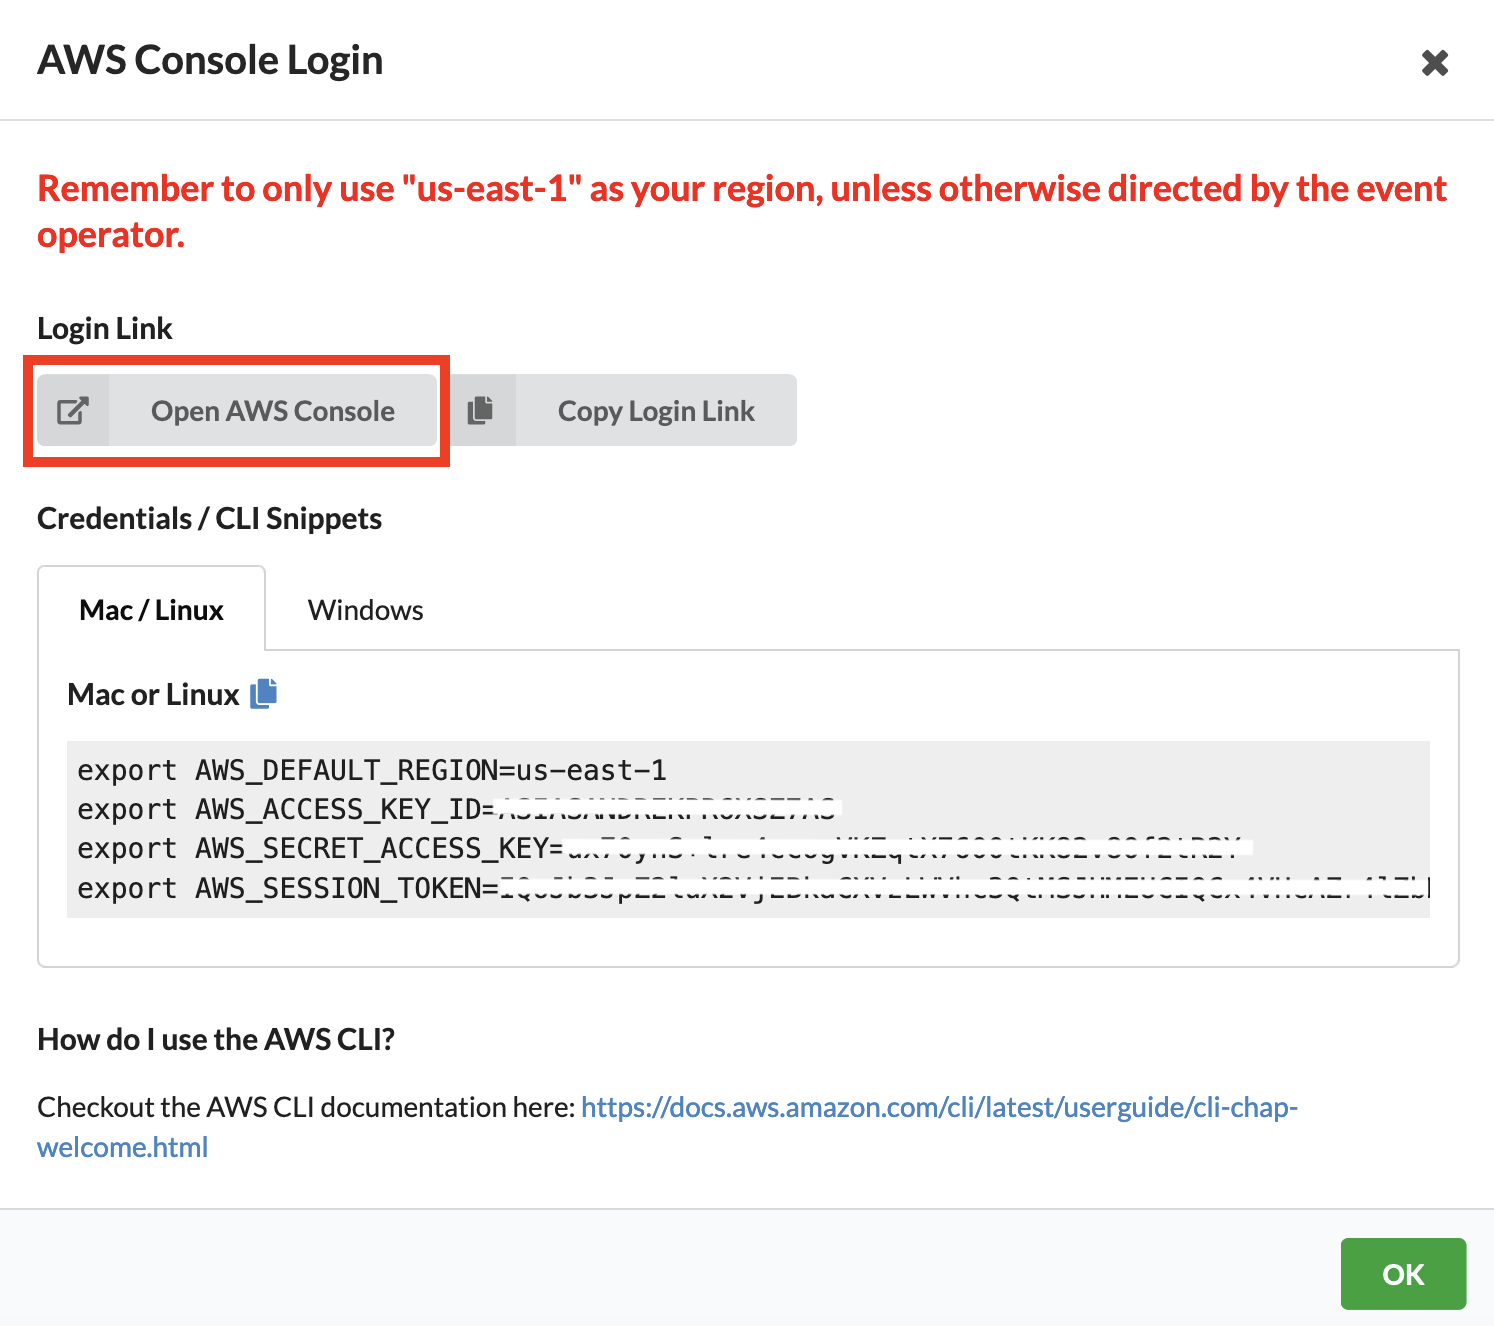 AWS Console Login
Remember to only use "us-east-1" as your region, unless otherwise directed by the event
operator.
Login Link
Open AWS Console
Copy Login Link
Credentials / CLI Snippets
Mac / Linux
Windows
Mac or Linux
export AWS_DEFAULT_REGION=us-east-1
export AWS_ACCESS_KEY_ID=
export AWS_SECRET_ACCESS_KEY=
export AWS_SESSION_TOKEN=
How do I use the AWS CLI?
Checkout the AWS CLI documentation here: https://docs.aws.amazon.com/cli/latest/userguide/cli-chap-
welcome.html
OK